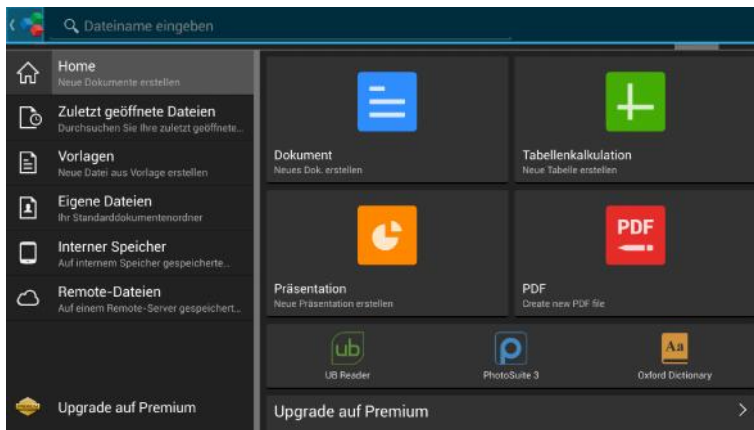 Dateiname eingeben
Home
Neue Dokumente erstellen
Zuletzt geöffnete Dateien
Durchsuchen Sie Ihre zuletzt geöffnete...
Vorlagen
Neue Datei aus Vorlage erstellen
Eigene Dateien
Ihr Standarddokumentenordner
Interner Speicher
Auf internem Speicher gespeicherte...
Remote-Dateien
Auf einem Remote-Server gespeichert...
Upgrade auf Premium
Dokument
Neues Dok. erstellen
Tabellenkalkulation
Neue Tabelle erstellen
Präsentation
Neue Präsentation erstellen
PDF
PDF
Create new PDF file
ub
UB Reader
PhotoSuite 3
Aa
Oxford Dictionary
Upgrade auf Premium